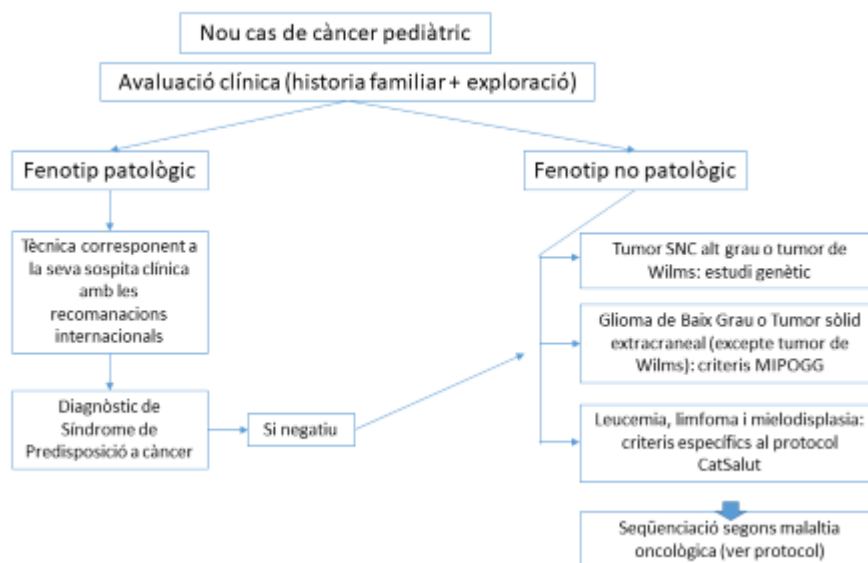 Nou cas de càncer pediàtric
Avaluació clínica (historia familiar + exploració)
Fenotip patològic
Fenotip no patològic
Tècnica corresponent a
la seva sospita clínica
amb les
recomanacions
internacionals
Diagnòstic de
Síndrome de
Predisposició a càncer
Si negatiu
Tumor SNC alt grau o tumor de
Wilms: estudi genètic
Glioma de Baix Grau o Tumor sòlid
extracraneal (excepte tumor de
Wilms): criteris MIPOGG
Leucemia, limfoma i mielodisplasia:
criteris específics al protocol
CatSalut
Seqüenciació segons malaltia
oncològica (ver protocol)